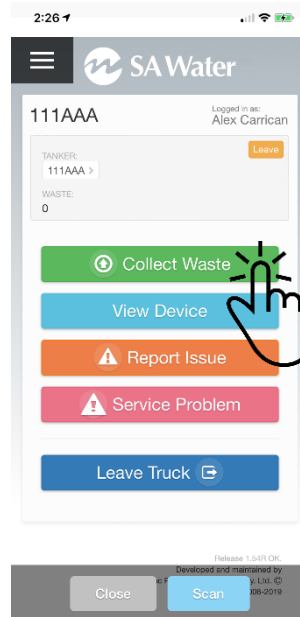 2:26
SA Water
111AAA
Logged in as:
Alex Carrican
TANKER:
Leave
111AAA >
WASTE:
0
Collect Waste
View Device
Report Issue
Service Problem
Leave Truck
Release 1.54R OK.
Developed and maintained by
Close
Scan